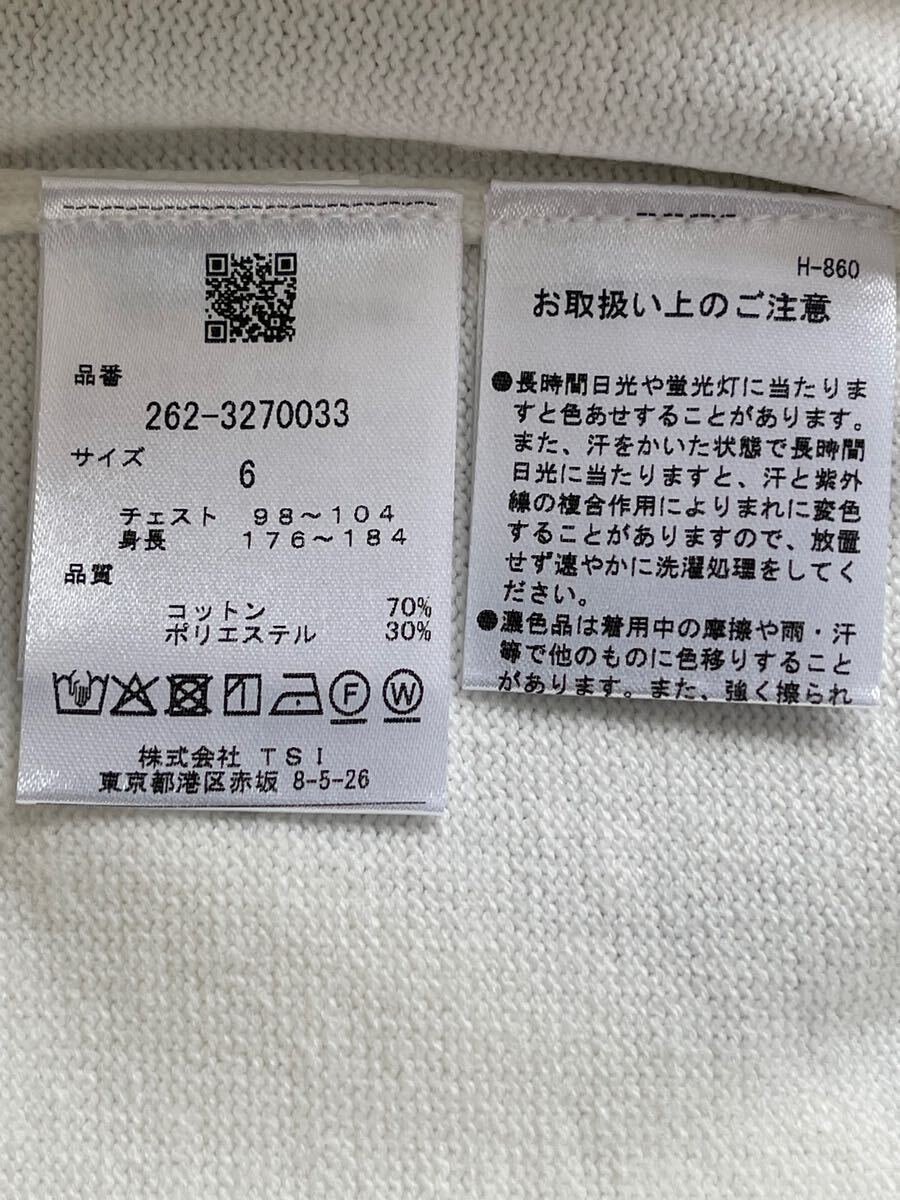 品番
262-3270033
サイズ
6
チェスト 98～104
身長 176～184
品質
コットン 70%
ポリエステル 30%
F W
株式会社 TSI
東京都港区赤坂 8-5-26
H-860
お取扱い上のご注意
●長時間日光や蛍光灯に当たりま
すと色あせすることがあります。
また、汗をかいた状態で長時間
日光に当たりますと、汗と紫外
線の複合作用によりまれに変色
することがありますので、放置
せず速やかに洗濯処理をしてく
ださい。
●濃色品は着用中の摩擦や雨・汗
等で他のものに色移りすること
があります。また、強く擦られ